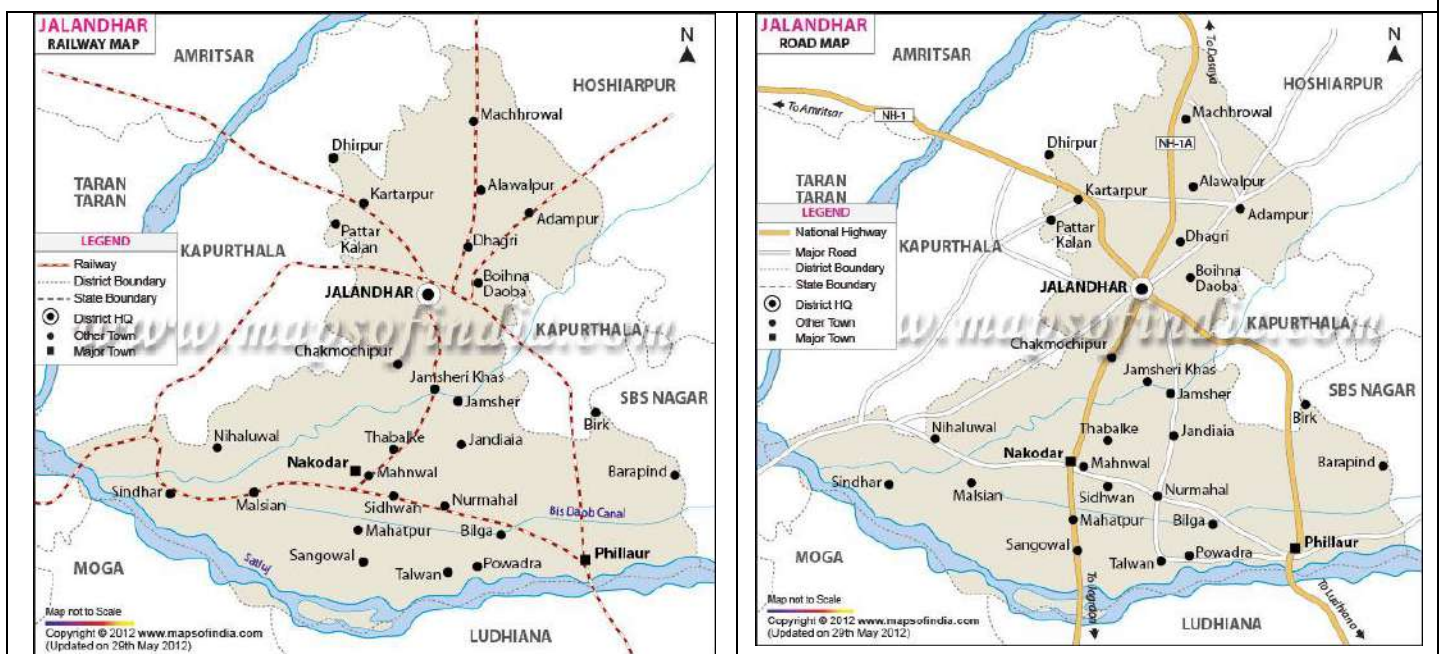 JALANDHAR
RAILWAY MAP
N
AMRITSAR
HOSHIARPUR
Machhrowal
Dhirpur
TARAN
TARAN
Kartarpur
Alawalpur
Adampur
Pattar
Kalan
Dhagri
LEGEND
Railway
District Boundary
State Boundary
District HQ
Other Town
Major Town
KAPURTHALA
Boihna
Daoba
JALANDHAR
KAPURTHALA
www.mapsofindia.com
Chakmochipur
Jamsheri Khas
Jamsher
SBS NAGAR
Birk
Nihaluwal
Thabalke
Jandiaia
Nakodar
Mahnwal
Barapind
Sindhar
Malsian
Sidhwan
Nurmahal
Bis Daob Canal
Mahatpur
Bilga
Sangowal
Phillaur
MOGA
Satluj
Talwan
Powadra
Map not to Scale
LUDHIANA
Copyright © 2012 www.mapsofindia.com
(Updated on 29th May 2012)
JALANDHAR
ROAD MAP
To Dasuya
N
AMRITSAR
HOSHIARPUR
To Amritsar
NH-1
Machhrowal
NH-1A
Dhirpur
TARAN
TARAN
Kartarpur
Alawalpur
Adampur
Pattar
Kalan
Dhagri
LEGEND
National Highway
Major Road
District Boundary
State Boundary
District HQ
Other Town
Major Town
KAPURTHALA
Boihna
Daoba
JALANDHAR
KAPURTHALA
w.mapsofindia.com
Chakmochipur
Jamsheri Khas
Jamsher
SBS NAGAR
Birk
Nihaluwal
Thabalke
Jandiaia
Nakodar
Mahnwal
Barapind
Sindhar
Malsian
Sidhwan
Nurmahal
Mahatpur
Bilga
Sangowal
Phillaur
MOGA
Talwan
Powadra
To Jagraon
To Ludhiana
Map not to Scale
LUDHIANA
Copyright © 2012 www.mapsofindia.com
(Updated on 29th May 2012)